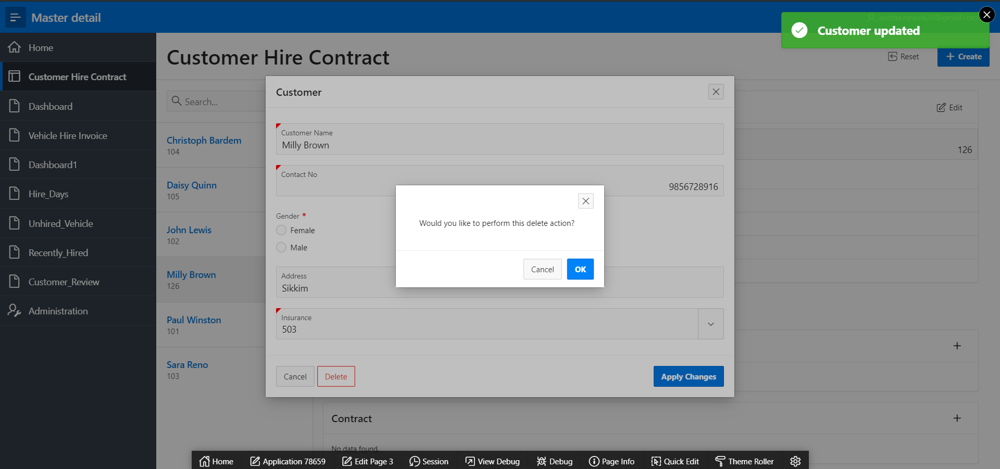 Master detail
aastha.niraula20@gmail.com
Customer updated
Home
Customer Hire Contract
Dashboard
Vehicle Hire Invoice
Dashboard1
Hire_Days
Unhired_Vehicle
Recently_Hired
Customer_Review
Administration
Customer Hire Contract
Reset
Create
Search...
Christoph Bardem
104
Daisy Quinn
105
John Lewis
102
Milly Brown
126
Paul Winston
101
Sara Reno
103
Edit
126
Customer
Customer Name
Milly Brown
Contact No
9856728916
Gender *
Female
Male
Address
Sikkim
Insurance
503
Cancel
Delete
Apply Changes
Would you like to perform this delete action?
Cancel
OK
Contract
No data found.
Home
Application 78659
Edit Page 3
Session
View Debug
Debug
Page Info
Quick Edit
Theme Roller